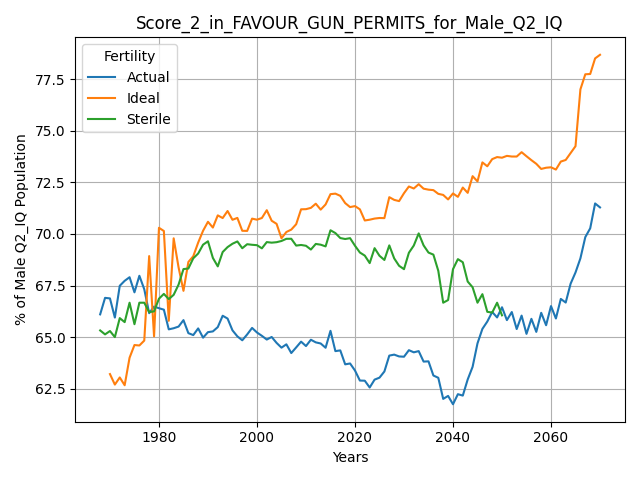 Score_2_in_FAVOUR_GUN_PERMITS_for_Male_Q2_IQ
Fertility
Actual
Ideal
Sterile
% of Male Q2_IQ Population
77.5
75.0
72.5
70.0
67.5
65.0
62.5
1980
2000
2020
2040
2060
Years